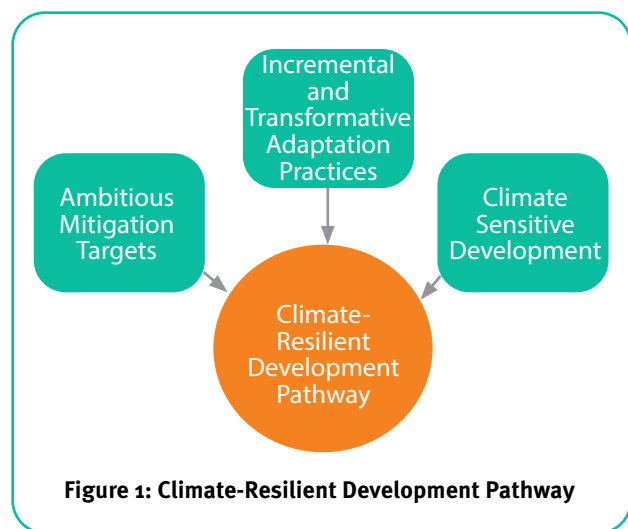 Incremental
and
Transformative
Adaptation
Practices
Ambitious
Mitigation
Targets
Climate
Sensitive
Development
Climate-
Resilient
Development
Pathway
Figure 1: Climate-Resilient Development Pathway